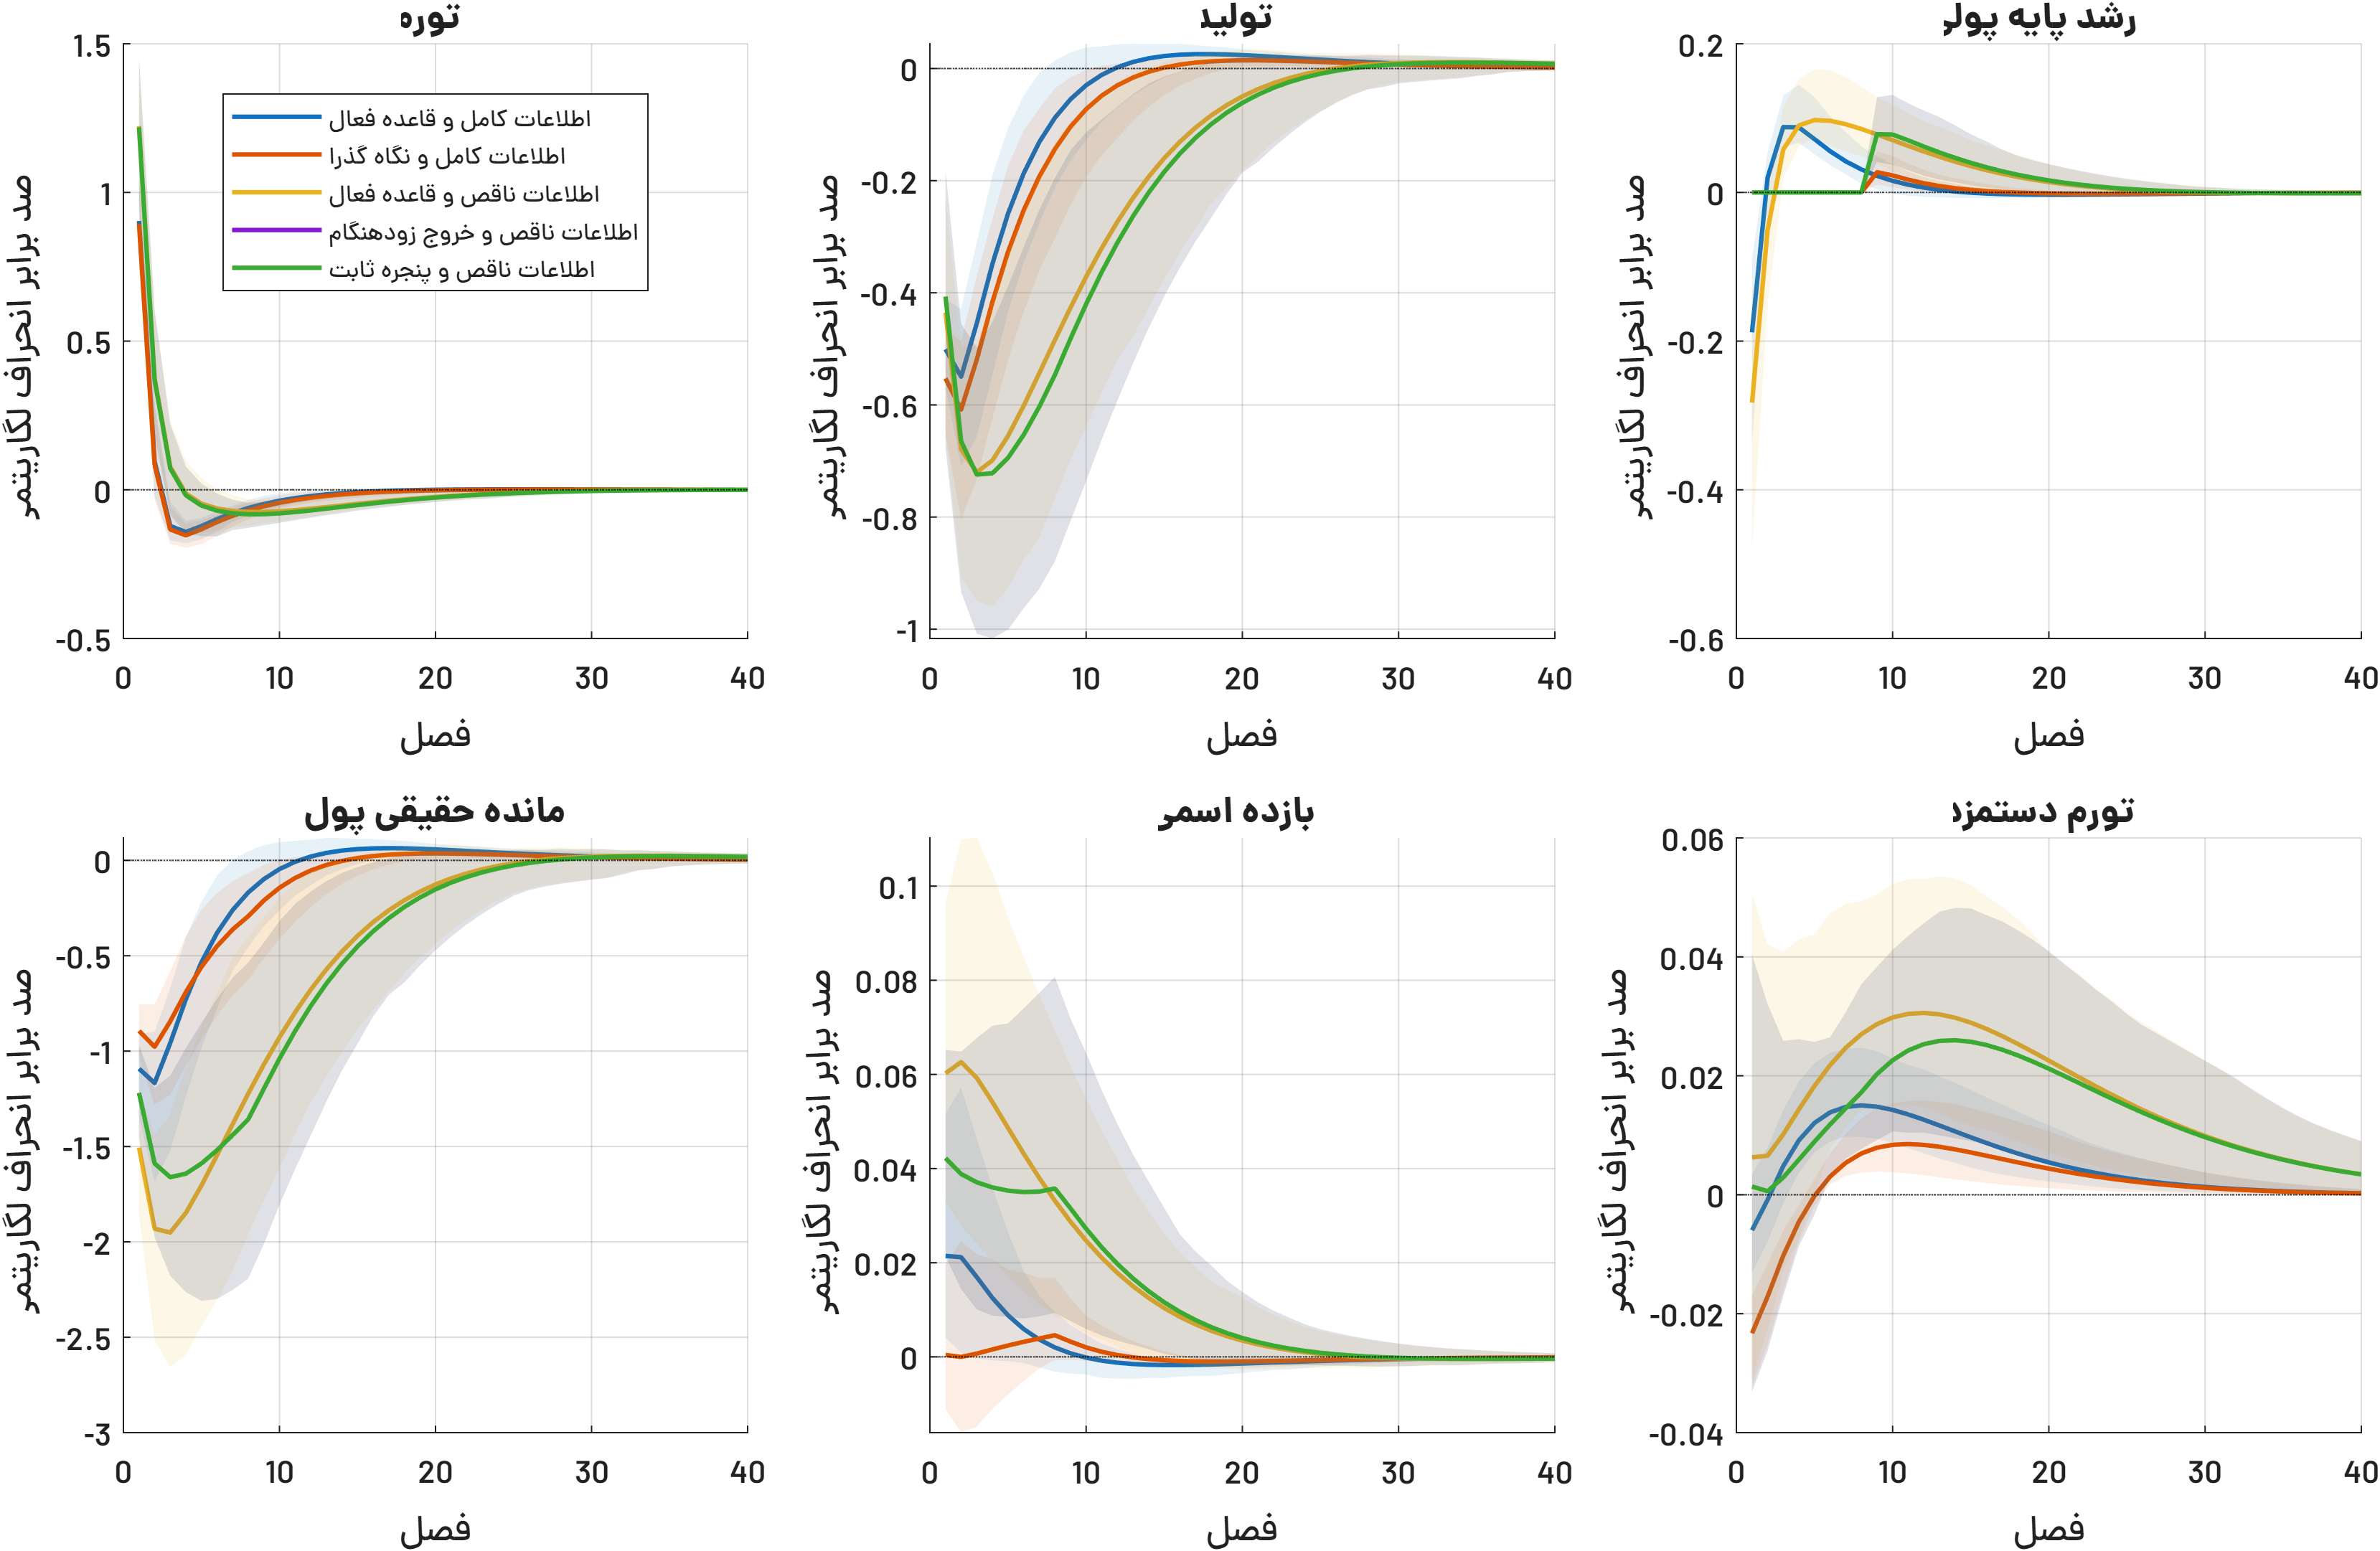 تورم
1.5
1
0.5
0
-0.5
صد برابر انحراف لگاریتمی
اطلاعات کامل و قاعده فعال
اطلاعات کامل و نگاه گذرا
اطلاعات ناقص و قاعده فعال
اطلاعات ناقص و خروج زودهنگام
اطلاعات ناقص و پنجره ثابت
0 10 20 30 40
فصل
تولید
0
-0.2
-0.4
-0.6
-0.8
-1
صد برابر انحراف لگاریتمی
0 10 20 30 40
فصل
رشد پایه پولی
0.2
0
-0.2
-0.4
-0.6
صد برابر انحراف لگاریتمی
0 10 20 30 40
فصل
مانده حقیقی پول
0
-0.5
-1
-1.5
-2
-2.5
-3
صد برابر انحراف لگاریتمی
0 10 20 30 40
فصل
بازده اسمی
0.1
0.08
0.06
0.04
0.02
0
صد برابر انحراف لگاریتمی
0 10 20 30 40
فصل
تورم دستمزد
0.06
0.04
0.02
0
-0.02
-0.04
صد برابر انحراف لگاریتمی
0 10 20 30 40
فصل